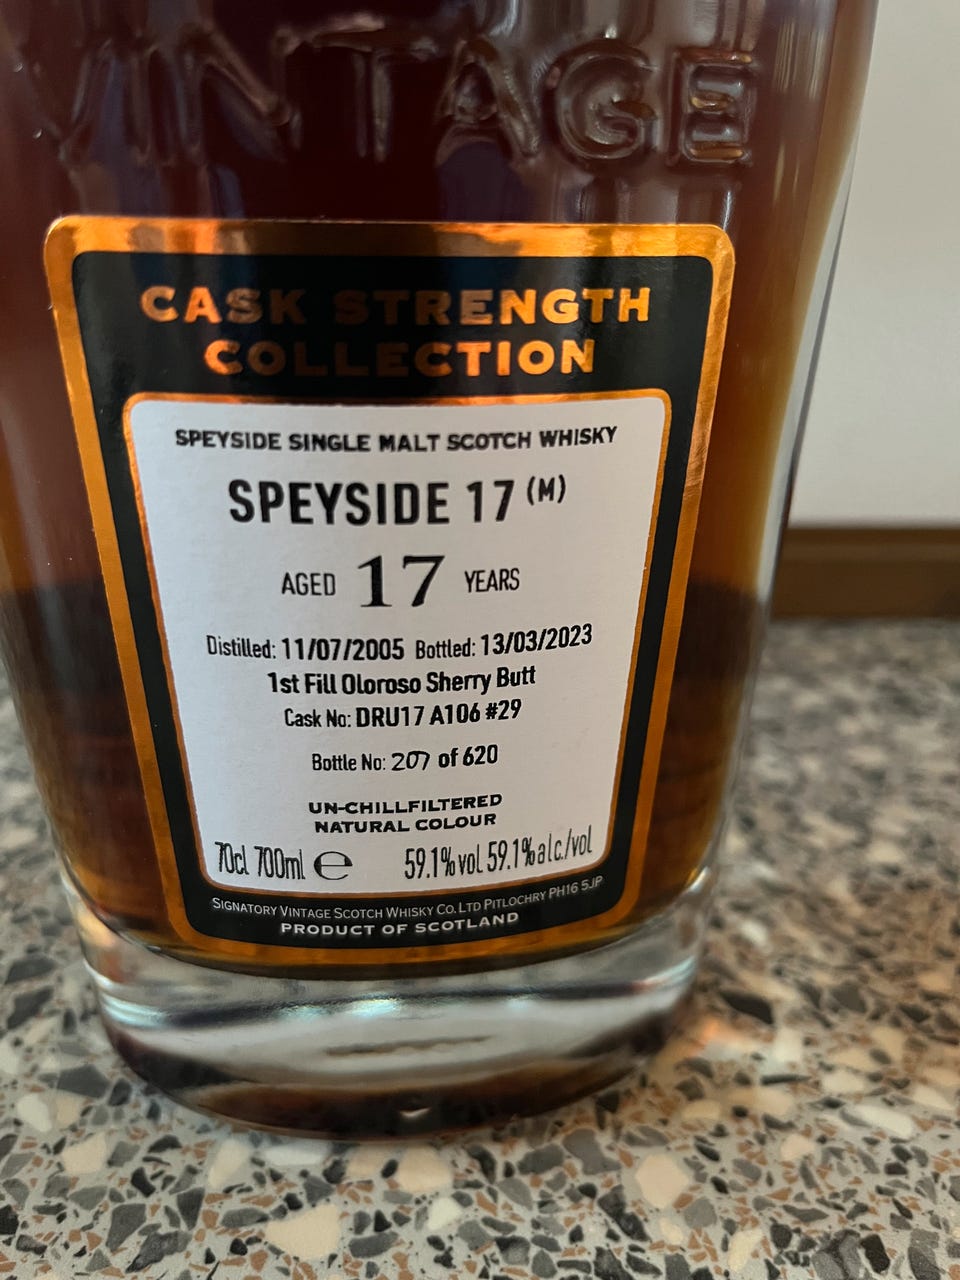 VINTAGE
CASK STRENGTH
COLLECTION
SPEYSIDE SINGLE MALT SCOTCH WHISKY
SPEYSIDE 17 (M)
AGED 17 YEARS
Distilled: 11/07/2005 Bottled: 13/03/2023
1st Fill Oloroso Sherry Butt
Cask No: DRU17 A106 #29
Bottle No: 207 of 620
UN-CHILLFILTERED
NATURAL COLOUR
70cl 700ml ℮ 59.1%vol 59.1%alc./vol
SIGNATORY VINTAGE SCOTCH WHISKY CO. LTD PITLOCHRY PH16 5JP
PRODUCT OF SCOTLAND